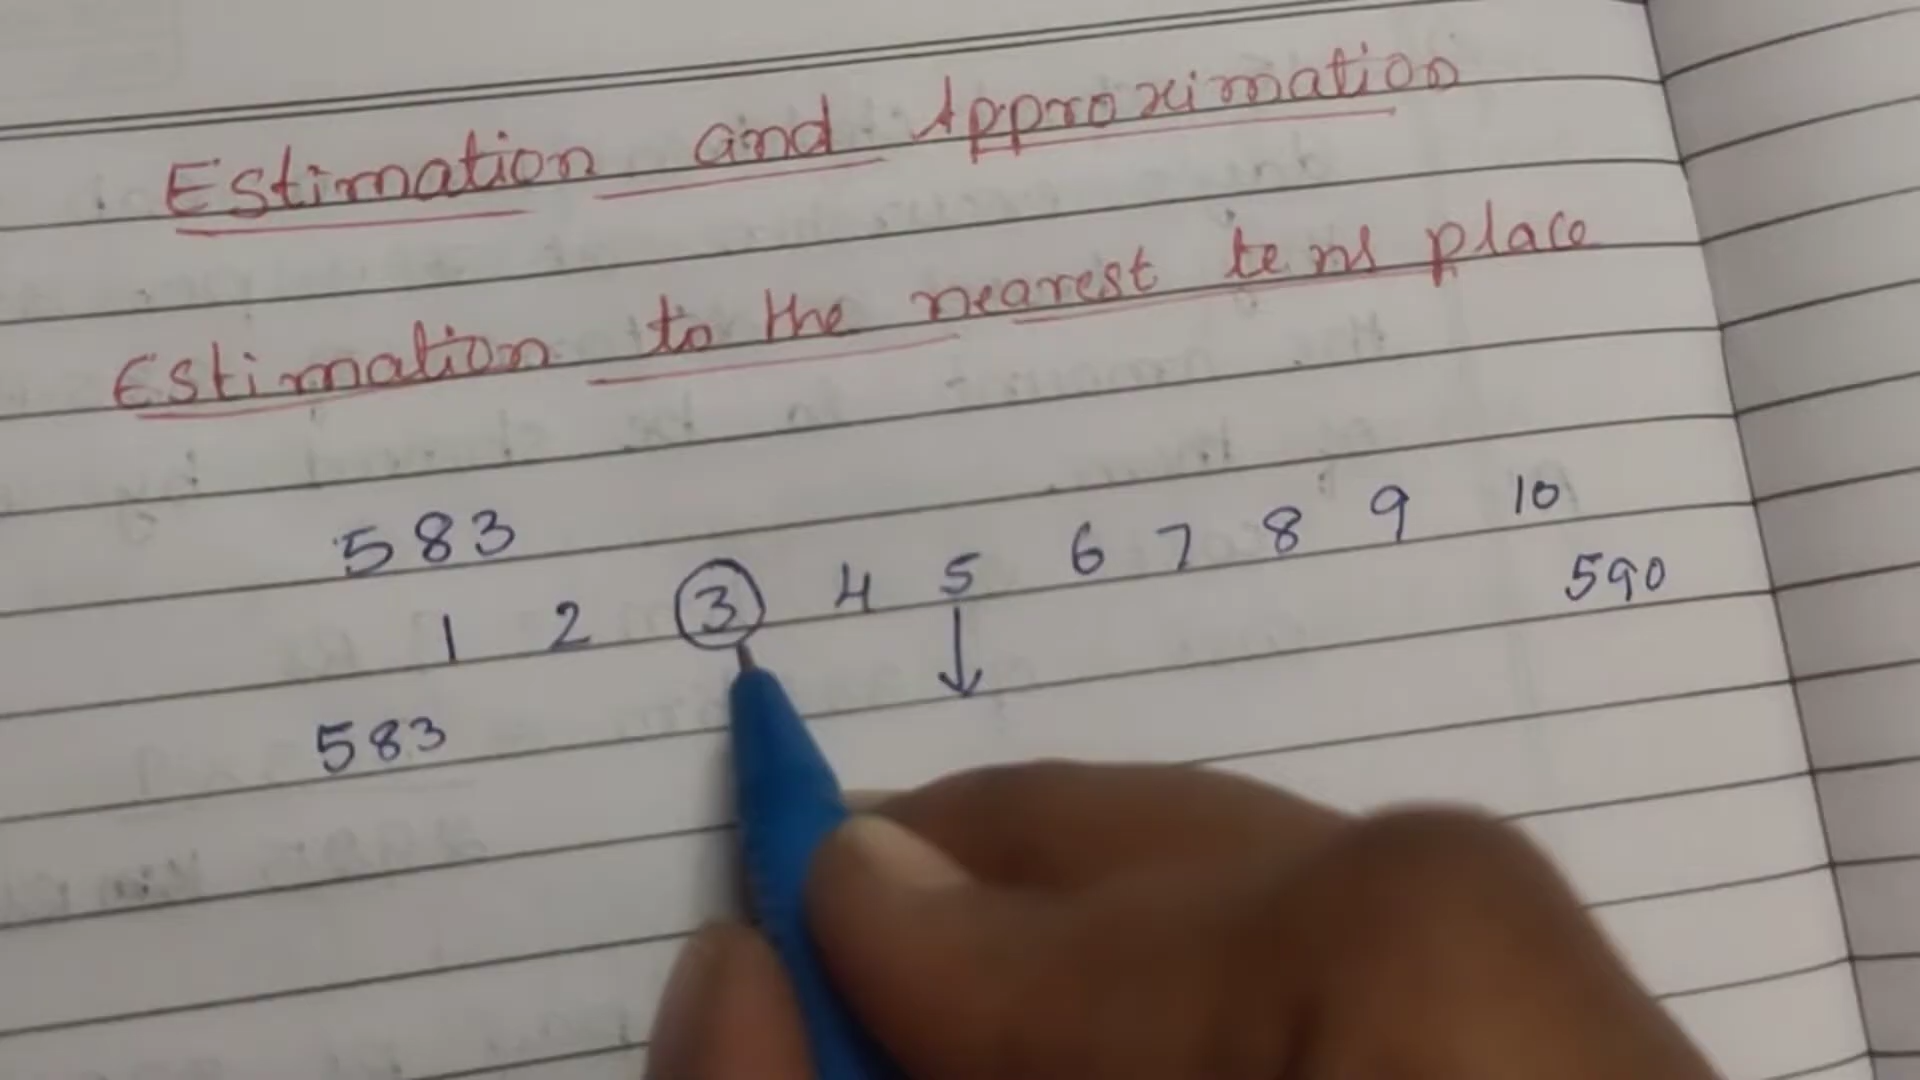 Estimation and Approximation
Estimation to the nearest tens place
583
1 2 3 4 5 6 7 8 9 10
590
583